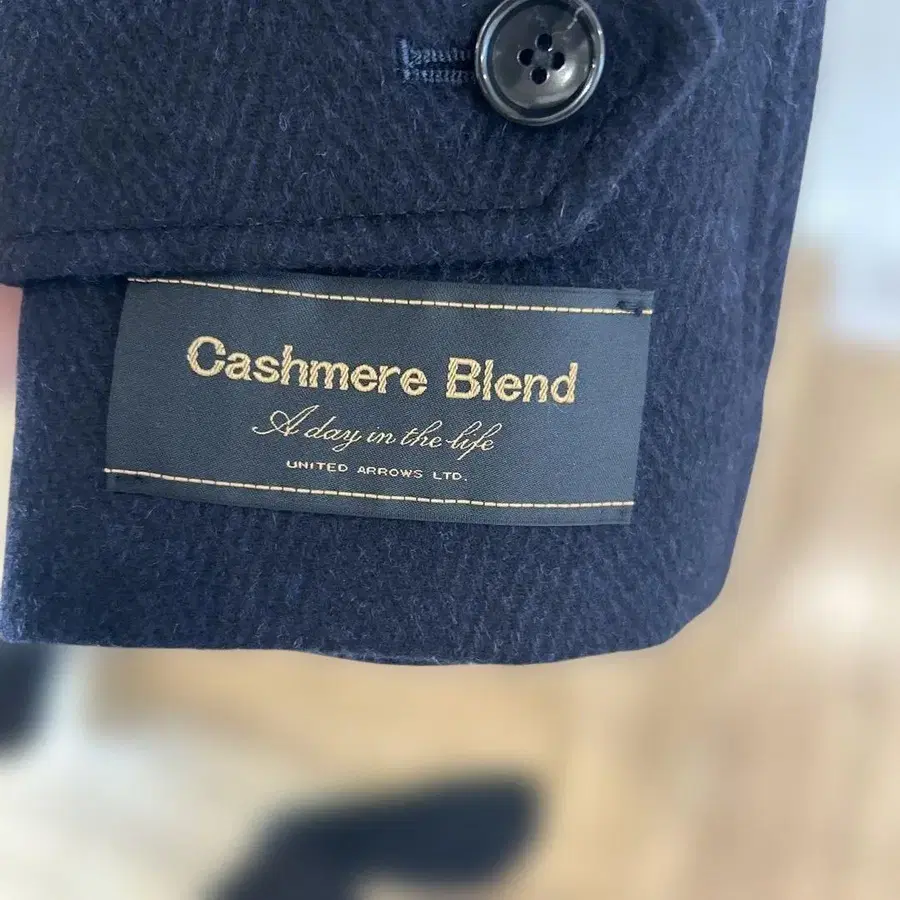 Cashmere Blend
A day in the life
UNITED ARROWS LTD.